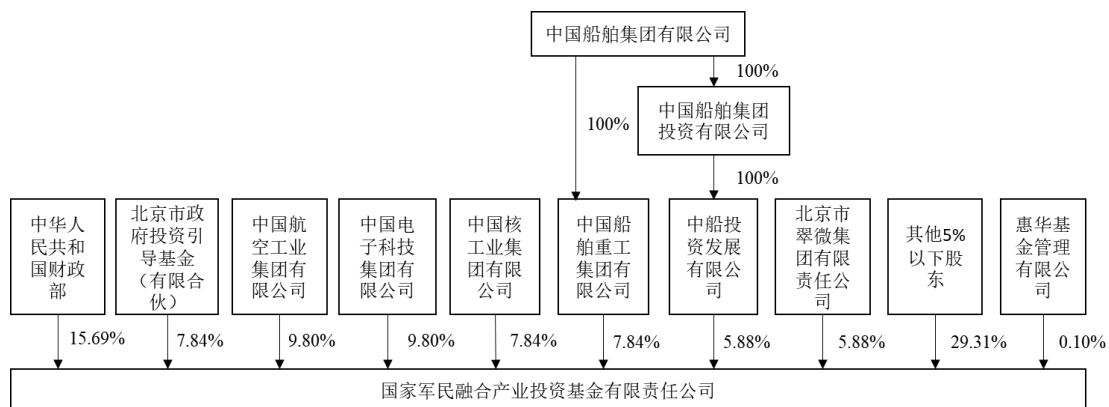 中国船舶集团有限公司
100%
中国船舶集团
投资有限公司
100%
100%
中华人
民共和
国财政
部
北京市政
府投资引
导基金
（有限合
伙）
中国航
空工业
集团有
限公司
中国电
子科技
集团有
限公司
中国核
工业集
团有限
公司
中国船
舶重工
集团有
限公司
中船投
资发展
有限公
司
北京市
翠微集
团有限
责任公
司
其他5%
以下股
东
惠华基
金管理
有限公
司
15.69%
7.84%
9.80%
9.80%
7.84%
7.84%
5.88%
5.88%
29.31%
0.10%
国家军民融合产业投资基金有限责任公司